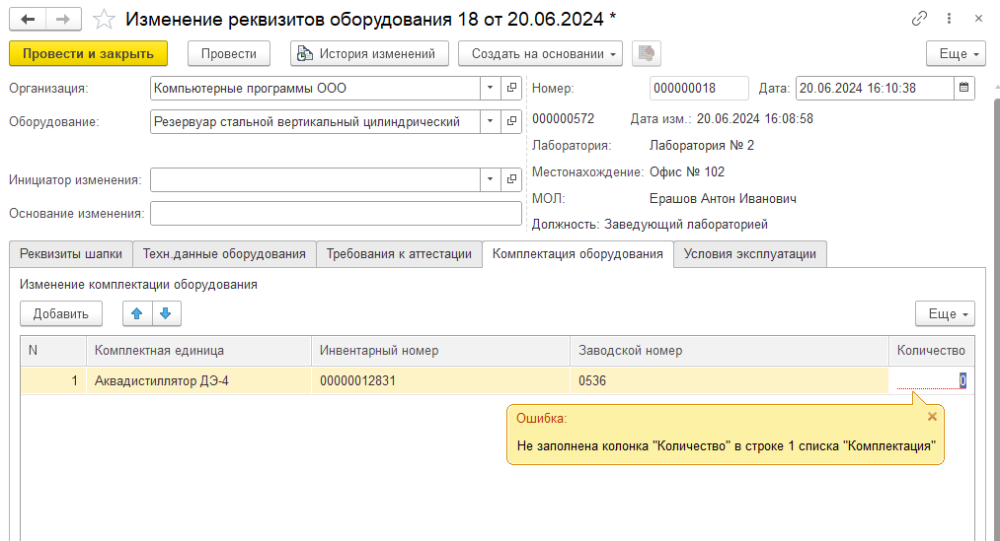 Изменение реквизитов оборудования 18 от 20.06.2024 *
Провести и закрыть Провести История изменений Создать на основании Еще
Организация: Компьютерные программы ООО Номер: 000000018 Дата: 20.06.2024 16:10:38
Оборудование: Резервуар стальной вертикальный цилиндрический 000000572 Дата изм.: 20.06.2024 16:08:58
Лаборатория: Лаборатория № 2
Инициатор изменения: Местонахождение: Офис № 102
МОЛ: Ерашов Антон Иванович
Основание изменения: Должность: Заведующий лабораторией
Реквизиты шапки Техн.данные оборудования Требования к аттестации Комплектация оборудования Условия эксплуатации
Изменение комплектации оборудования
Добавить Еще
N Комплектная единица Инвентарный номер Заводской номер Количество
1 Аквадистиллятор ДЭ-4 00000012831 0536 0
Ошибка:
Не заполнена колонка "Количество" в строке 1 списка "Комплектация"